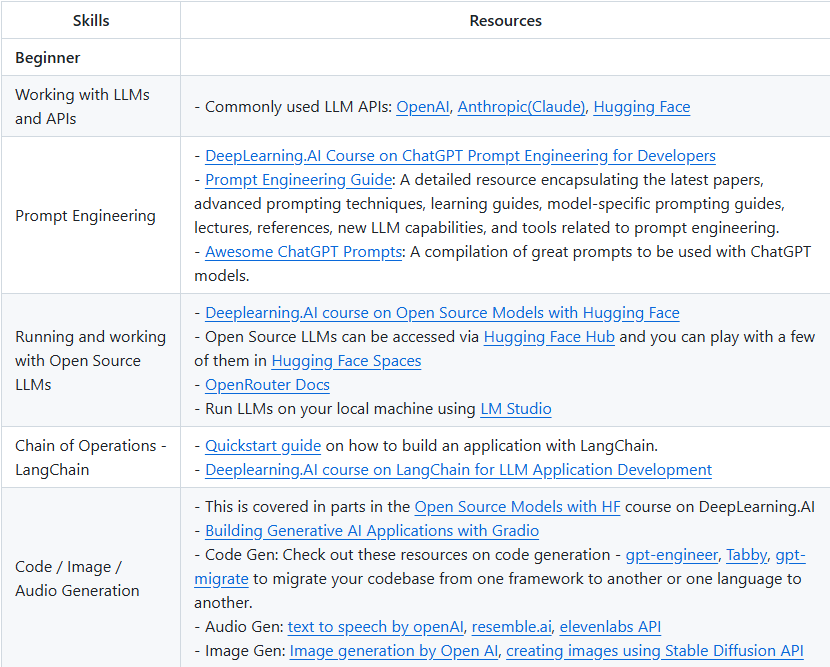 Skills
Resources
Beginner
Working with LLMs
and APIs
- Commonly used LLM APIs: OpenAI, Anthropic(Claude), Hugging Face
Prompt Engineering
- DeepLearning.AI Course on ChatGPT Prompt Engineering for Developers
- Prompt Engineering Guide: A detailed resource encapsulating the latest papers,
advanced prompting techniques, learning guides, model-specific prompting guides,
lectures, references, new LLM capabilities, and tools related to prompt engineering.
- Awesome ChatGPT Prompts: A compilation of great prompts to be used with ChatGPT
models.
Running and working
with Open Source
LLMs
- Deeplearning.AI course on Open Source Models with Hugging Face
- Open Source LLMs can be accessed via Hugging Face Hub and you can play with a few
of them in Hugging Face Spaces
- OpenRouter Docs
- Run LLMs on your local machine using LM Studio
Chain of Operations -
LangChain
- Quickstart guide on how to build an application with LangChain.
- Deeplearning.AI course on LangChain for LLM Application Development
Code / Image /
Audio Generation
- This is covered in parts in the Open Source Models with HF course on DeepLearning.AI
- Building Generative AI Applications with Gradio
- Code Gen: Check out these resources on code generation - gpt-engineer, Tabby, gpt-
migrate to migrate your codebase from one framework to another or one language to
another.
- Audio Gen: text to speech by openAI, resemble.ai, elevenlabs API
- Image Gen: Image generation by Open AI, creating images using Stable Diffusion API